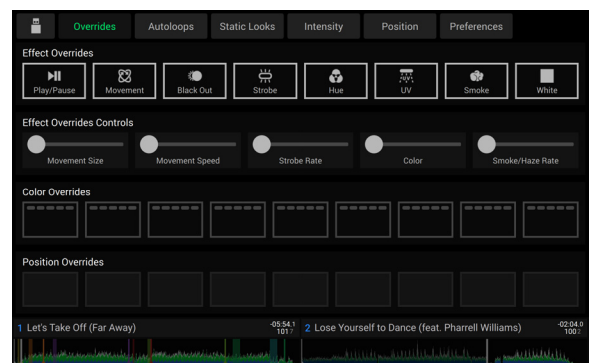 Overrides Autoloops Static Looks Intensity Position Preferences
Effect Overrides
Play/Pause Movement Black Out Strobe Hue UV Smoke White
Effect Overrides Controls
Movement Size Movement Speed Strobe Rate Color Smoke/Haze Rate
Color Overrides
Position Overrides
1 Let's Take Off (Far Away) -05:54.1 2 Lose Yourself to Dance (feat. Pharrell Williams) -02:04.0
101.7 100.2